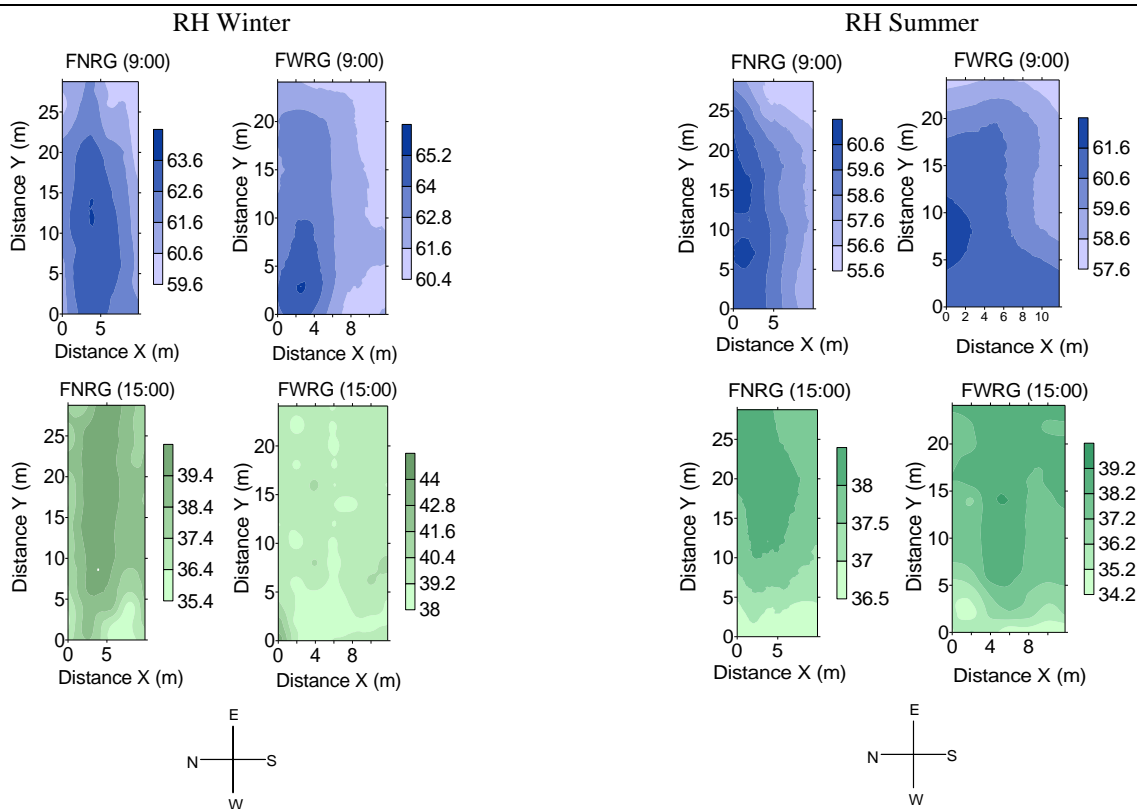 RH Winter
RH Summer
FNRG (9:00)
Distance Y (m)
25
20
15
10
5
0
0 5
Distance X (m)
63.6
62.6
61.6
60.6
59.6
FWRG (9:00)
20
15
10
5
0
0 4 8
Distance X (m)
65.2
64
62.8
61.6
60.4
FNRG (9:00)
Distance Y (m)
25
20
15
10
5
0
0 5
60.6
59.6
58.6
57.6
56.6
55.6
FWRG (9:00)
Distance Y (m)
20
15
10
5
0
0 2 4 6 8 10
Distance X (m)
61.6
60.6
59.6
58.6
57.6
FNRG (15:00)
Distance Y (m)
25
20
15
10
5
0
0 5
Distance X (m)
39.4
38.4
37.4
36.4
35.4
FWRG (15:00)
Distance Y (m)
20
15
10
5
0
0 4 8
Distance X (m)
44
42.8
41.6
40.4
39.2
38
FNRG (15:00)
Distance Y (m)
25
20
15
10
5
0
0 5
Distance X (m)
38
37.5
37
36.5
FWRG (15:00)
Distance Y (m)
20
15
10
5
0
0 4 8
Distance X (m)
39.2
38.2
37.2
36.2
35.2
34.2
E
N S
W
E
N S
W